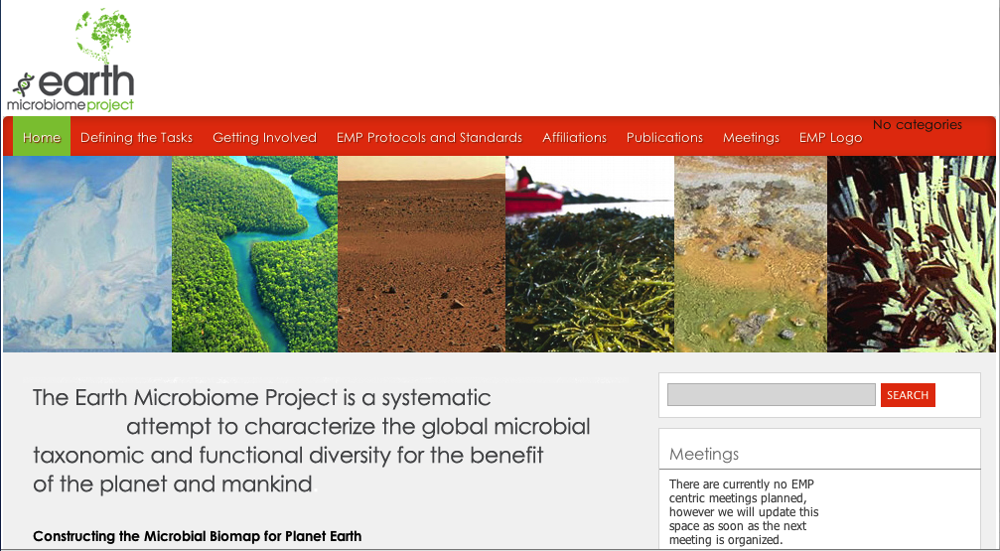 earth
microbiomeproject
Home Defining the Tasks Getting Involved EMP Protocols and Standards Affiliations Publications Meetings EMP Logo No categories
The Earth Microbiome Project is a systematic
attempt to characterize the global microbial
taxonomic and functional diversity for the benefit
of the planet and mankind
Constructing the Microbial Biomap for Planet Earth
SEARCH
Meetings
There are currently no EMP
centric meetings planned,
however we will update this
space as soon as the next
meeting is organized.